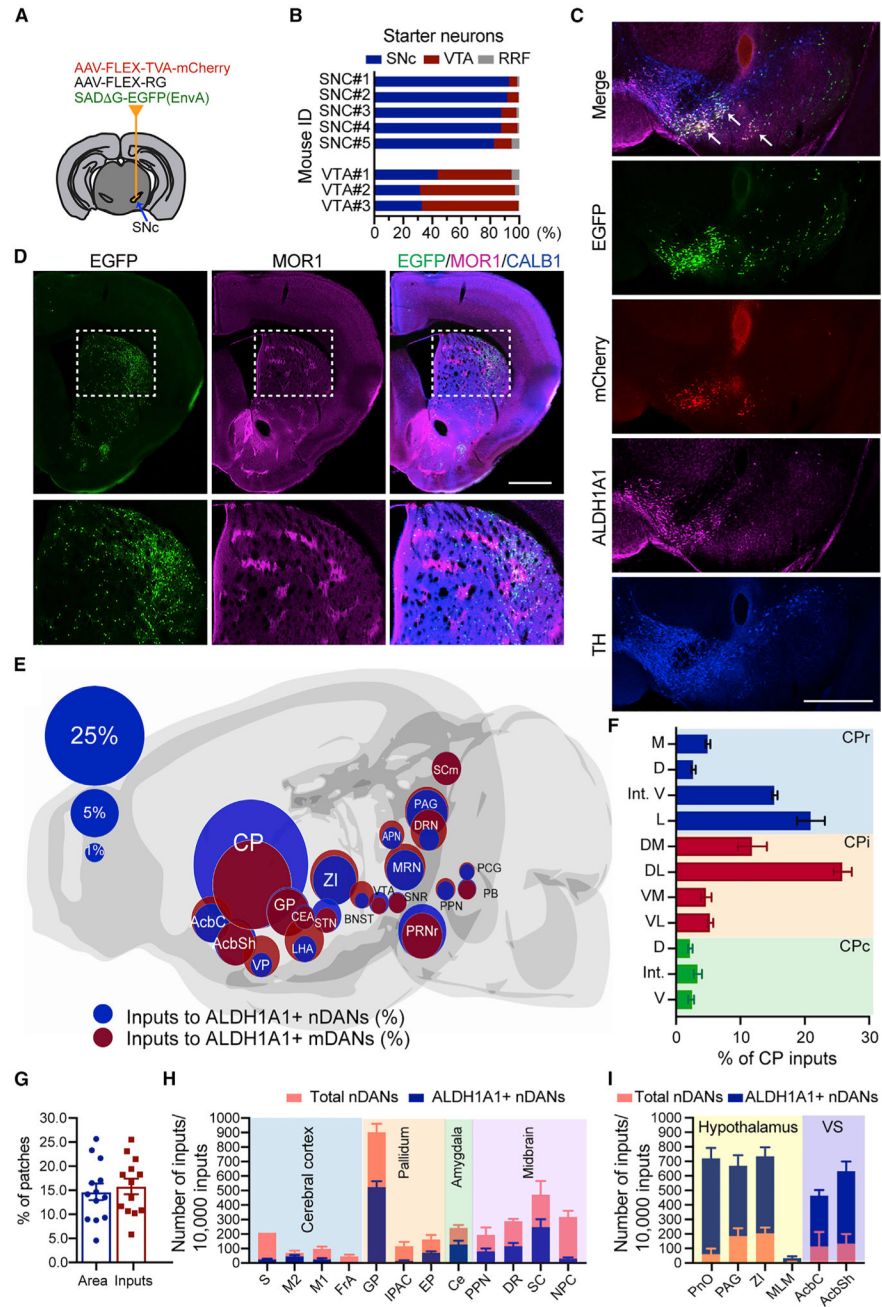 A
AAV-FLEX-TVA-mCherry
AAV-FLEX-RG
SADΔG-EGFP(EnvA)
SNc
B
Starter neurons
SNc VTA RRF
Mouse ID
SNC#1
SNC#2
SNC#3
SNC#4
SNC#5
VTA#1
VTA#2
VTA#3
0 20 40 60 80 100 (%)
C
Merge
EGFP
mCherry
ALDH1A1
TH
D
EGFP
MOR1
EGFP/MOR1/CALB1
E
25%
5%
1%
CP
SCm
PAG
DRN
APN
MRN
ZI
PCG
PB
PPN
VTA
SNR
BNST
GP
CEA
STN
AcbC
AcbSh
VP
LHA
PRNr
Inputs to ALDH1A1+ nDANs (%)
Inputs to ALDH1A1+ mDANs (%)
F
CPr
M
D
Int. V
L
CPi
DM
DL
VM
VL
CPc
D
Int.
V
0 10 20 30
% of CP inputs
G
% of patches
30.0
25.0
20.0
15.0
10.0
5.0
0.0
Area Inputs
H
Total nDANs ALDH1A1+ nDANs
Number of inputs/
10,000 inputs
1000
900
800
700
600
500
400
300
200
100
0
Cerebral cortex
Pallidum
Amygdala
Midbrain
S M2 M1 FrA GP IPAC EP Ce PPN DR SC NPC
I
Total nDANs ALDH1A1+ nDANs
Number of inputs/
10,000 inputs
1000
900
800
700
600
500
400
300
200
100
0
Hypothalamus VS
PnO PAG ZI MLM AcbC AcbSh